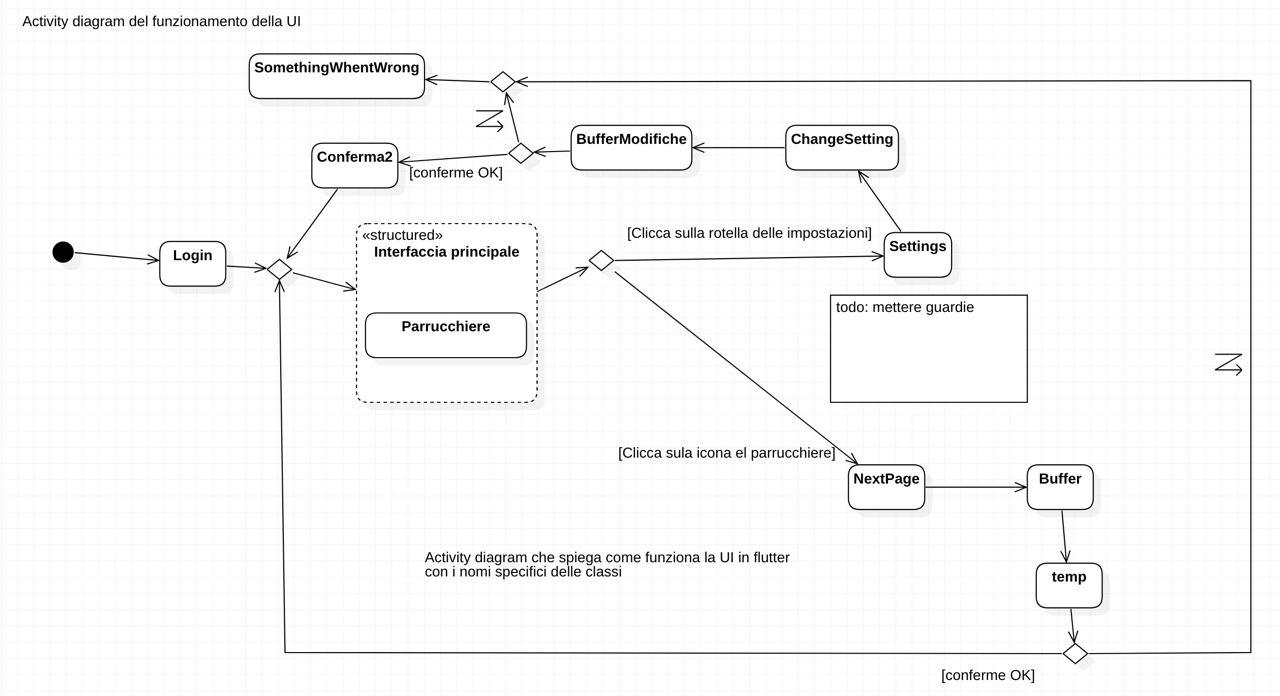 Activity diagram del funzionamento della UI
SomethingWhentWrong
BufferModifiche
ChangeSetting
Conferma2
[conferme OK]
«structured»
Interfaccia principale
[Clicca sulla rotella delle impostazioni]
Settings
Login
Parrucchiere
todo: mettere guardie
[Clicca sula icona el parrucchiere]
NextPage
Buffer
Activity diagram che spiega come funziona la UI in flutter
con i nomi specifici delle classi
temp
[conferme OK]